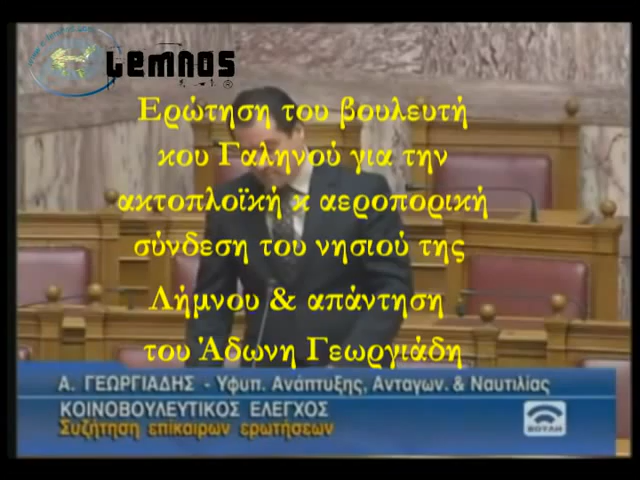 Lemnos
Ερώτηση του βουλευτή
κου Γαληνού για την
ακτοπλοϊκή κ αεροπορική
σύνδεση του νησιού της
Λήμνου & απάντηση
του Άδωνη Γεωργιάδη
Α. ΓΕΩΡΓΙΑΔΗΣ - Υφυπ. Ανάπτυξης, Ανταγων. & Ναυτιλίας
ΚΟΙΝΟΒΟΥΛΕΥΤΙΚΟΣ ΕΛΕΓΧΟΣ
Συζήτηση επίκαιρων ερωτήσεων
ΒΟΥΛΗ